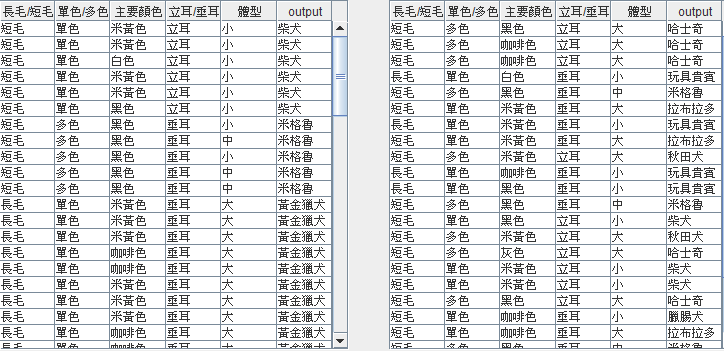 長毛/短毛 單色/多色 主要顏色 立耳/垂耳 體型 output
短毛 單色 米黃色 立耳 小 柴犬
短毛 單色 米黃色 立耳 小 柴犬
短毛 單色 白色 立耳 小 柴犬
短毛 單色 米黃色 立耳 小 柴犬
短毛 單色 米黃色 立耳 小 柴犬
短毛 單色 黑色 立耳 小 柴犬
短毛 多色 黑色 垂耳 小 米格魯
短毛 多色 黑色 垂耳 中 米格魯
短毛 多色 黑色 垂耳 小 米格魯
短毛 多色 黑色 垂耳 中 米格魯
短毛 多色 黑色 垂耳 中 米格魯
長毛 單色 米黃色 垂耳 大 黃金獵犬
長毛 單色 米黃色 垂耳 大 黃金獵犬
長毛 單色 米黃色 垂耳 大 黃金獵犬
長毛 單色 咖啡色 垂耳 大 黃金獵犬
長毛 單色 咖啡色 垂耳 大 黃金獵犬
長毛 單色 米黃色 垂耳 大 黃金獵犬
長毛 單色 米黃色 垂耳 大 黃金獵犬
長毛 單色 米黃色 垂耳 大 黃金獵犬
長毛 單色 咖啡色 垂耳 大 黃金獵犬
長毛/短毛 單色/多色 主要顏色 立耳/垂耳 體型 output
短毛 多色 黑色 立耳 大 哈士奇
短毛 多色 咖啡色 立耳 大 哈士奇
短毛 多色 咖啡色 立耳 大 哈士奇
長毛 單色 白色 垂耳 小 玩具貴賓
短毛 多色 黑色 垂耳 中 米格魯
短毛 單色 米黃色 垂耳 大 拉布拉多
長毛 單色 米黃色 垂耳 小 玩具貴賓
短毛 單色 米黃色 垂耳 大 拉布拉多
短毛 多色 米黃色 立耳 大 秋田犬
長毛 單色 咖啡色 垂耳 小 玩具貴賓
長毛 單色 黑色 垂耳 小 玩具貴賓
短毛 多色 黑色 垂耳 中 米格魯
短毛 單色 黑色 立耳 小 柴犬
短毛 多色 米黃色 立耳 大 秋田犬
短毛 多色 灰色 立耳 大 哈士奇
短毛 單色 米黃色 立耳 小 柴犬
短毛 單色 米黃色 立耳 小 柴犬
短毛 多色 黑色 立耳 大 哈士奇
短毛 單色 咖啡色 垂耳 小 臘腸犬
短毛 單色 咖啡色 垂耳 大 拉布拉多
短毛 多色 黑色 垂耳 中 米格魯